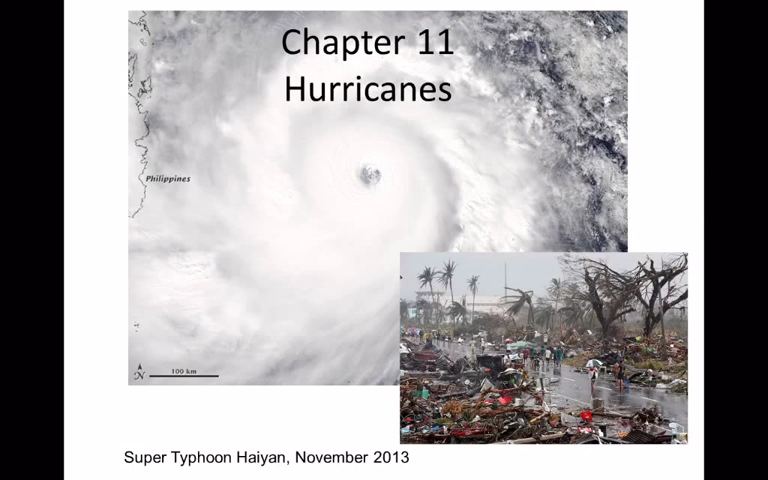 Chapter 11
Hurricanes
Philippines
N
100 km
Super Typhoon Haiyan, November 2013